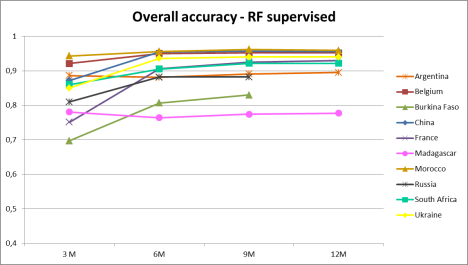 Overall accuracy - RF supervised
1
0,9
0,8
0,7
0,6
0,5
0,4
3 M
6M
9M
12M
Argentina
Belgium
Burkina Faso
China
France
Madagascar
Morocco
Russia
South Africa
Ukraine